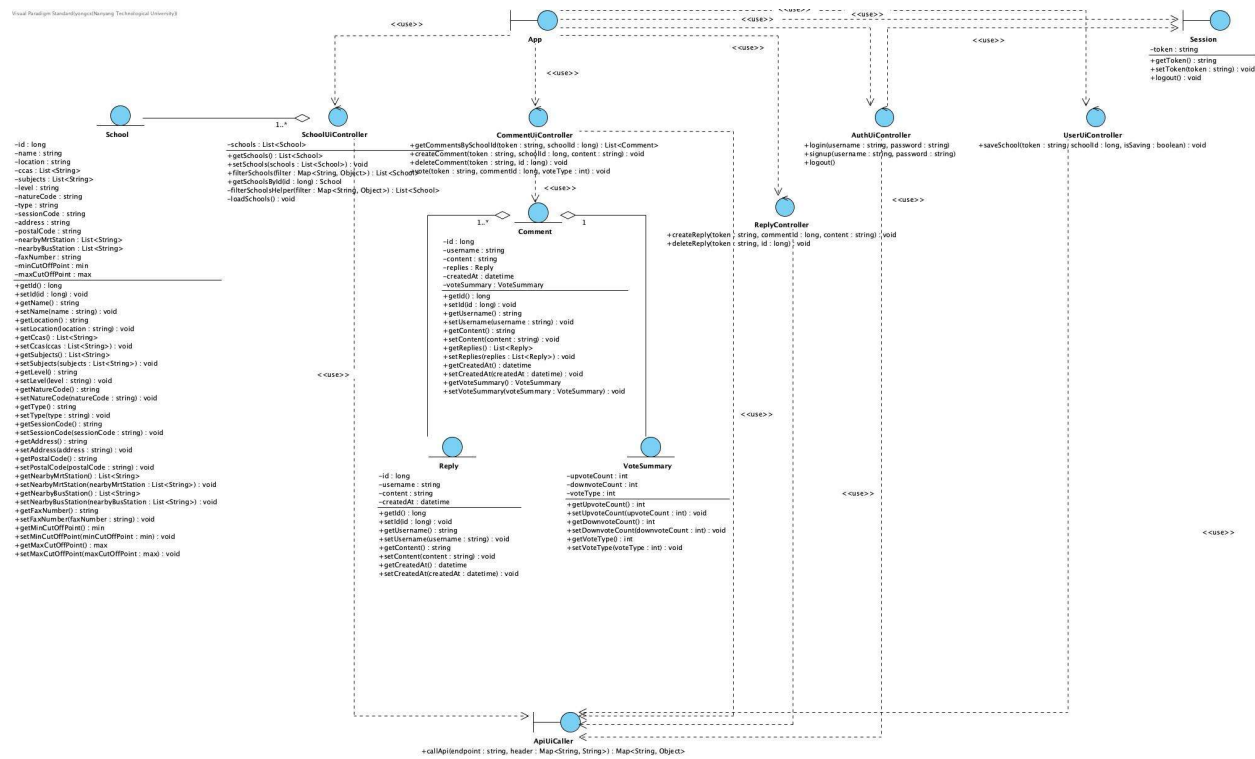 Visual Paradigm Standard(yongce(Nanyang Technological University))
<<use>>
<<use>>
<<use>>
App
<<use>>
<<use>>
<<use>>
Session
-token : string
+getToken() : string
+setToken(token : string) : void
+logout() : void
School
-id : long
-name : string
-location : string
-ccas : List<String>
-subjects : List<String>
-level : string
-natureCode : string
-type : string
-sessionCode : string
-address : string
-postalCode : string
-nearbyMrtStation : List<String>
-nearbyBusStation : List<String>
-faxNumber : string
-minCutOffPoint : min
-maxCutOffPoint : max
+getId() : long
+setId(id : long) : void
+getName() : string
+setName(name : string) : void
+getLocation() : string
+setLocation(location : string) : void
+getCcas() : List<String>
+setCcas(ccas : List<String>) : void
+getSubjects() : List<String>
+setSubjects(subjects : List<String>) : void
+getLevel() : string
+setLevel(level : string) : void
+getNatureCode() : string
+setNatureCode(natureCode : string) : void
+getType() : string
+setType(type : string) : void
+getSessionCode() : string
+setSessionCode(sessionCode : string) : void
+getAddress() : string
+setAddress(address : string) : void
+getPostalCode() : string
+setPostalCode(postalCode : string) : void
+getNearbyMrtStation() : List<String>
+setNearbyMrtStation(nearbyMrtStation : List<String>) : void
+getNearbyBusStation() : List<String>
+setNearbyBusStation(nearbyBusStation : List<String>) : void
+getFaxNumber() : string
+setFaxNumber(faxNumber : string) : void
+getMinCutOffPoint() : min
+setMinCutOffPoint(minCutOffPoint : min) : void
+getMaxCutOffPoint() : max
+setMaxCutOffPoint(maxCutOffPoint : max) : void
1..*
SchoolUiController
-schools : List<School>
+getSchools() : List<School>
+setSchools(schools : List<School>) : void
+filterSchools(filter : Map<String, Object>) : List<School>
+getSchoolsById(id : long) : School
-filterSchoolsHelper(filter : Map<String, Object>) : List<School>
-loadSchools() : void
CommentUiController
+getCommentsBySchoolId(token : string, schoolId : long) : List<Comment>
+createComment(token : string, schoolId : long, content : string) : void
+deleteComment(token : string, id : long) : void
+vote(token : string, commentId : long, voteType : int) : void
<<use>>
AuthUiController
+login(username : string, password : string)
+signup(username : string, password : string)
+logout()
UserUiController
+saveSchool(token : string, schoolId : long, isSaving : boolean) : void
<<use>>
1..*
1
Comment
-id : long
-username : string
-content : string
-replies : Reply
-createdAt : datetime
-voteSummary : VoteSummary
+getId() : long
+setId(id : long) : void
+getUsername() : string
+setUsername(username : string) : void
+getContent() : string
+setContent(content : string) : void
+getReplies() : List<Reply>
+setReplies(replies : List<Reply>) : void
+getCreatedAt() : datetime
+setCreatedAt(createdAt : datetime) : void
+getVoteSummary() : VoteSummary
+setVoteSummary(voteSummary : VoteSummary) : void
ReplyController
+createReply(token : string, commentId : long, content : string) : void
+deleteReply(token : string, id : long) : void
<<use>>
<<use>>
Reply
-id : long
-username : string
-content : string
-createdAt : datetime
+getId() : long
+setId(id : long) : void
+getUsername() : string
+setUsername(username : string) : void
+getContent() : string
+setContent(content : string) : void
+getCreatedAt() : datetime
+setCreatedAt(createdAt : datetime) : void
VoteSummary
-upvoteCount : int
-downvoteCount : int
-voteType : int
+getUpvoteCount() : int
+setUpvoteCount(upvoteCount : int) : void
+getDownvoteCount() : int
+setDownvoteCount(downvoteCount : int) : void
+getVoteType() : int
+setVoteType(voteType : int) : void
<<use>>
<<use>>
ApiUiCaller
+callApi(endpoint : string, header : Map<String, String>) : Map<String, Object>